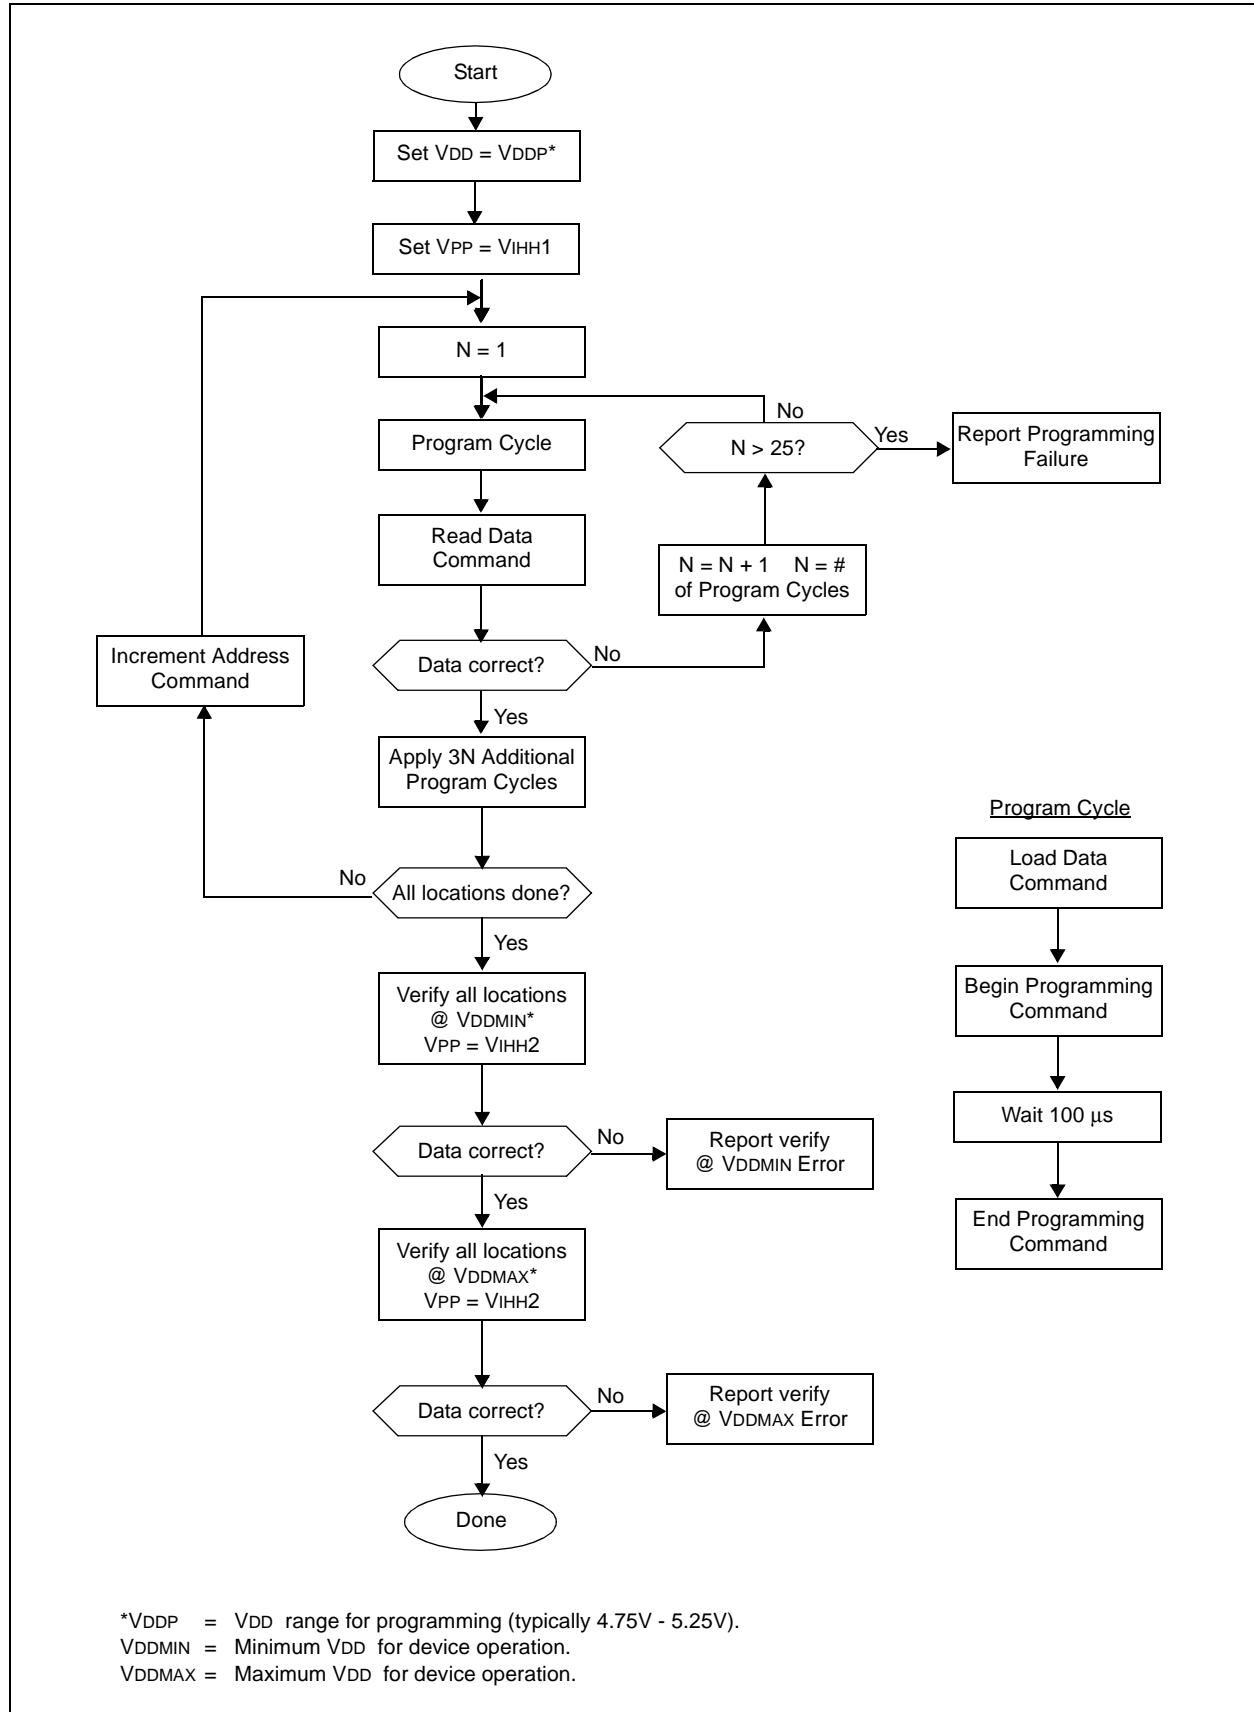 Start
Set VDD = VDDP*
Set VPP = VIHH1
N = 1
Program Cycle
Read Data
Command
Data correct?
No
N = N + 1 N = #
of Program Cycles
N > 25?
No
Yes
Report Programming
Failure
Yes
Apply 3N Additional
Program Cycles
All locations done?
No
Increment Address
Command
Yes
Verify all locations
@ VDDMIN*
VPP = VIHH2
Data correct?
No
Report verify
@ VDDMIN Error
Yes
Verify all locations
@ VDDMAX*
VPP = VIHH2
Data correct?
No
Report verify
@ VDDMAX Error
Yes
Done
Program Cycle
Load Data
Command
Begin Programming
Command
Wait 100 µs
End Programming
Command
*VDDP = VDD range for programming (typically 4.75V - 5.25V).
VDDMIN = Minimum VDD for device operation.
VDDMAX = Maximum VDD for device operation.